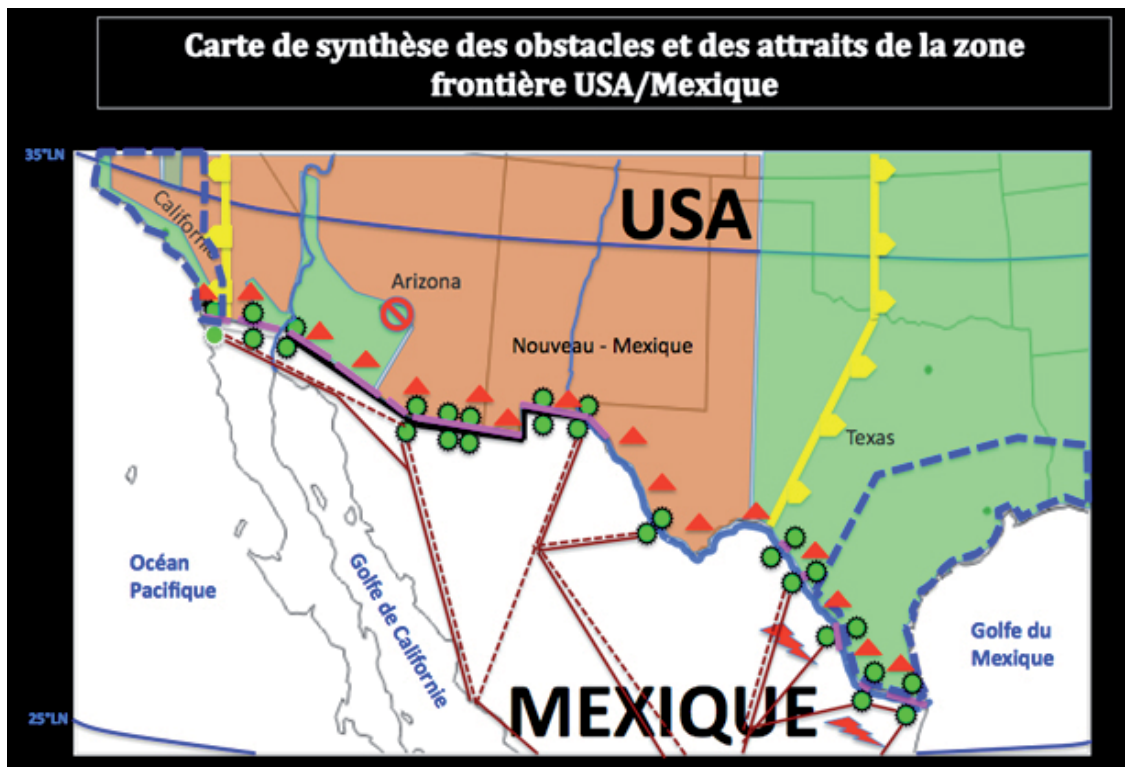 Carte de synthèse des obstacles et des attraits de la zone
frontière USA/Mexique
35°LN
USA
Californie
Arizona
Nouveau - Mexique
Texas
Océan
Pacifique
Golfe de Californie
Golfe du
Mexique
MEXIQUE
25°LN